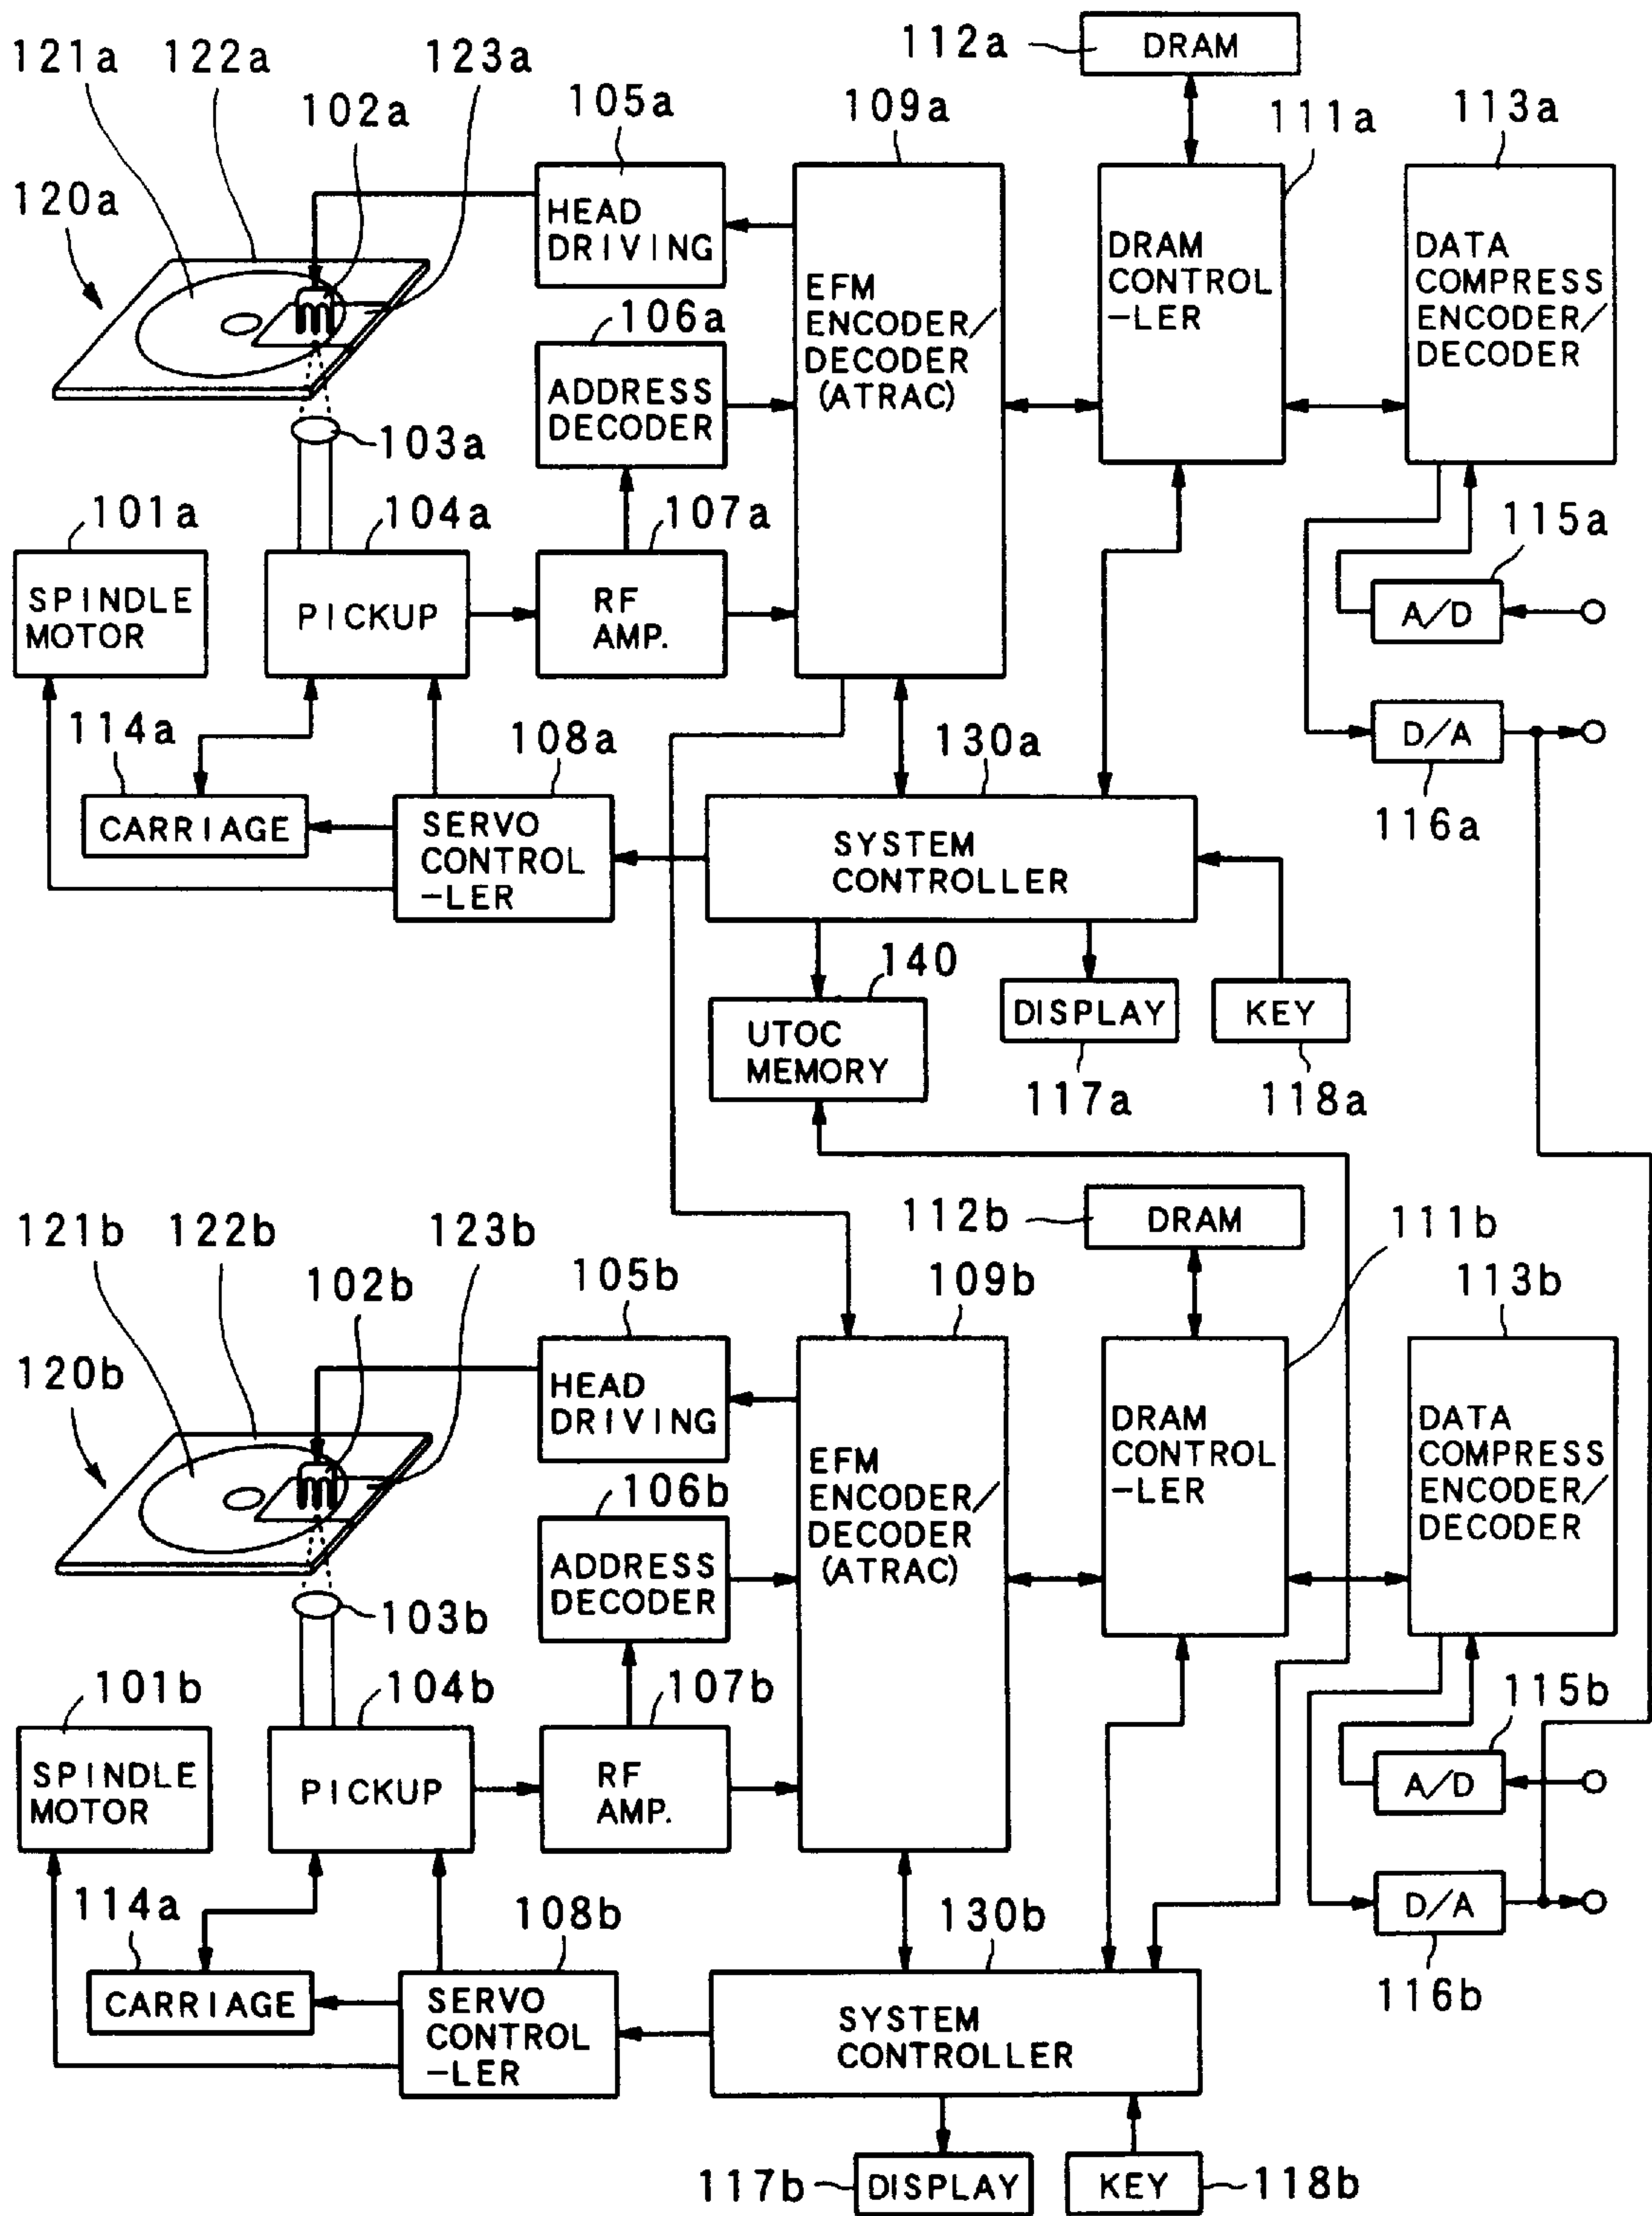 112a
DRAM
121a 122a 123a
102a
105a
109a
111a
113a
120a
HEAD
DRIVING
EFM
ENCODER/
DECODER
(ATRAC)
DRAM
CONTROL
-LER
DATA
COMPRESS
ENCODER/
DECODER
106a
ADDRESS
DECODER
103a
101a
104a
107a
115a
SPINDLE
MOTOR
PICKUP
RF
AMP.
A/D
114a
108a
130a
D/A
116a
CARRIAGE
SERVO
CONTROL
-LER
SYSTEM
CONTROLLER
140
UTOC
MEMORY
DISPLAY
KEY
117a
118a
112b
DRAM
121b 122b 123b
102b
105b
109b
111b
113b
120b
HEAD
DRIVING
EFM
ENCODER/
DECODER
(ATRAC)
DRAM
CONTROL
-LER
DATA
COMPRESS
ENCODER/
DECODER
106b
ADDRESS
DECODER
103b
101b
104b
107b
115b
SPINDLE
MOTOR
PICKUP
RF
AMP.
A/D
114a
108b
130b
D/A
116b
CARRIAGE
SERVO
CONTROL
-LER
SYSTEM
CONTROLLER
117b
DISPLAY
KEY
118b